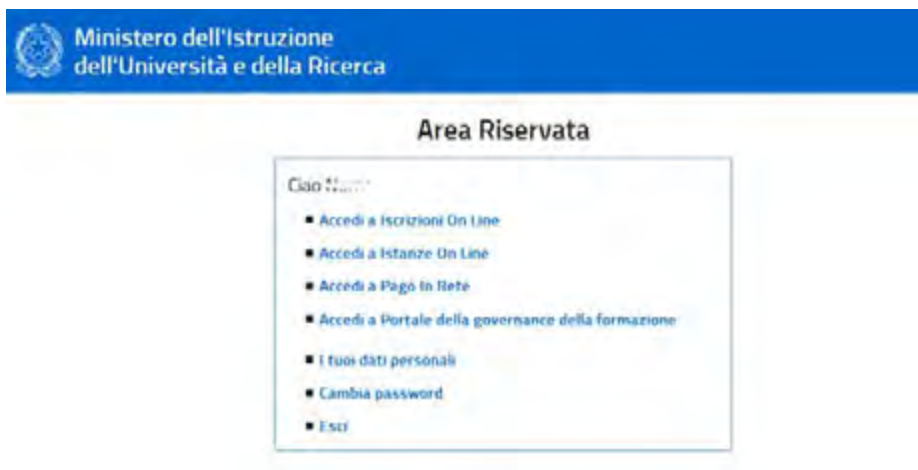 Ministero dell'Istruzione
dell'Università e della Ricerca
Area Riservata
Ciao
Accedi a Iscrizioni On Line
Accedi a Istanze On Line
Accedi a Pago In Rete
Accedi a Portale della governance della formazione
I tuoi dati personali
Cambia password
Esci